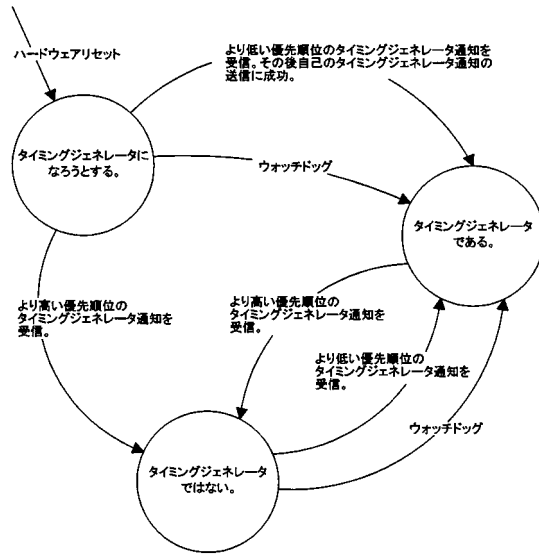 ハードウェアリセット
より低い優先順位のタイミングジェネレータ通知を
受信。その後自己のタイミングジェネレータ通知の
送信に成功。
タイミングジェネレータに
なろうとする。
ウォッチドッグ
タイミングジェネレータ
である。
より高い優先順位の
タイミングジェネレータ通知を
受信。
より高い優先順位の
タイミングジェネレータ通知を
受信。
より低い優先順位の
タイミングジェネレータ通知を
受信。
ウォッチドッグ
タイミングジェネレータ
ではない。